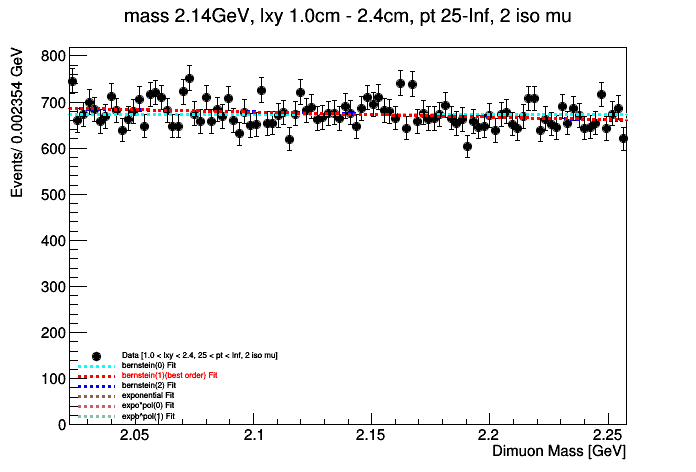 mass 2.14GeV, lxy 1.0cm - 2.4cm, pt 25-Inf, 2 iso mu
Events/ 0.002354 GeV
800
700
600
500
400
300
200
100
0
Data [1.0 < lxy < 2.4, 25 < pt < Inf, 2 iso mu]
bernstein(0) Fit
bernstein(1)(best order) Fit
bernstein(2) Fit
exponential Fit
expo*pol(0) Fit
expo*pol(1) Fit
2.05
2.1
2.15
2.2
2.25
Dimuon Mass [GeV]